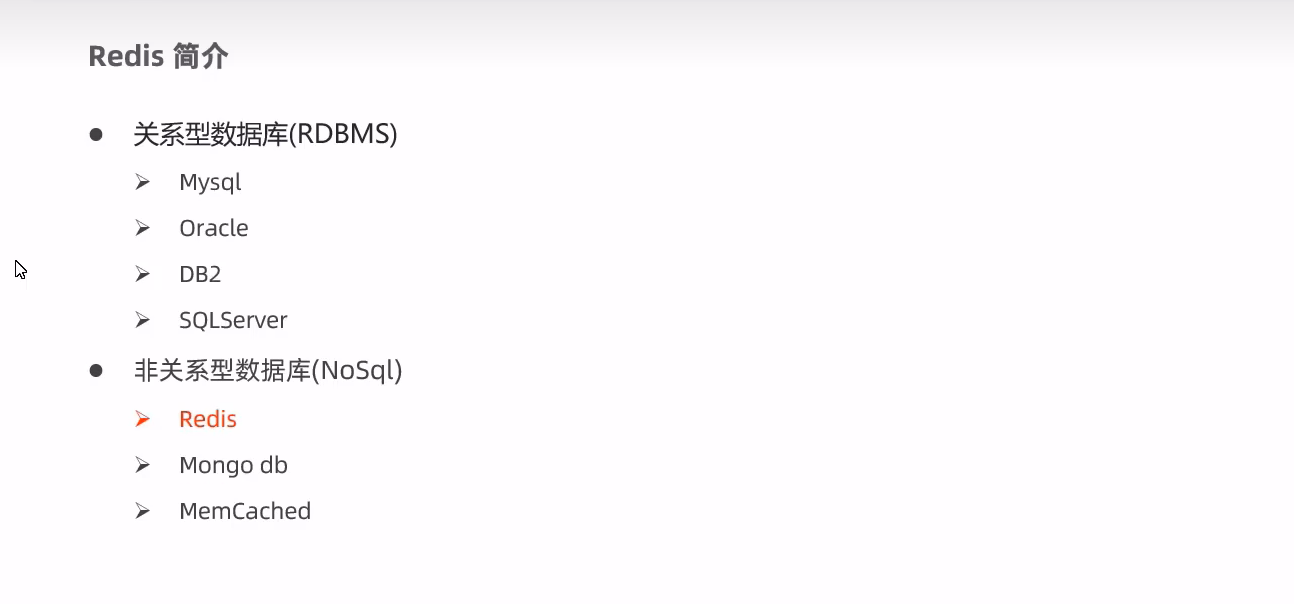 Redis 简介
● 关系型数据库(RDBMS)
➢ Mysql
➢ Oracle
➢ DB2
➢ SQLServer
● 非关系型数据库(NoSql)
➢ Redis
➢ Mongo db
➢ MemCached